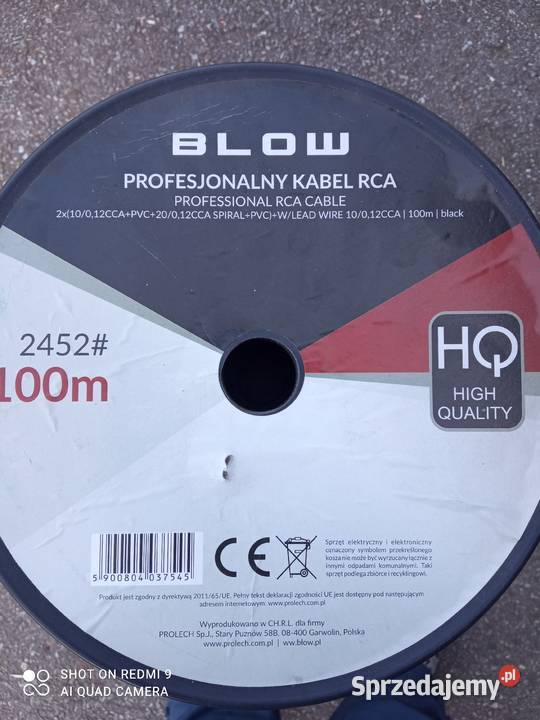 BLOW
PROFESJONALNY KABEL RCA
PROFESSIONAL RCA CABLE
2x(10/0,12CCA+PVC+20/0,12CCA SPIRAL+PVC)+W/LEAD WIRE 10/0,12CCA | 100m | black
2452#
100m
HQ
HIGH
QUALITY
5 900804 037545
CE
Sprzęt elektryczny i elektroniczny
oznaczony symbolem przekreślonego
kosza nie może być wyrzucany łącznie z
innymi odpadami komunalnymi. Taki
sprzęt podlega zbiórce i recyklingowi.
Produkt jest zgodny z dyrektywą 2011/65/UE. Pełny tekst deklaracji zgodności UE jest dostępny pod następującym
adresem internetowym: www.prolech.com.pl
Wyprodukowano w CH.R.L. dla firmy
PROLECH Sp.J., Stary Puznów 58B, 08-400 Garwolin, Polska
www.prolech.com.pl, ww.blow.pl
SHOT ON REDMI 9
AI QUAD CAMERA
Sprzedajemy.pl